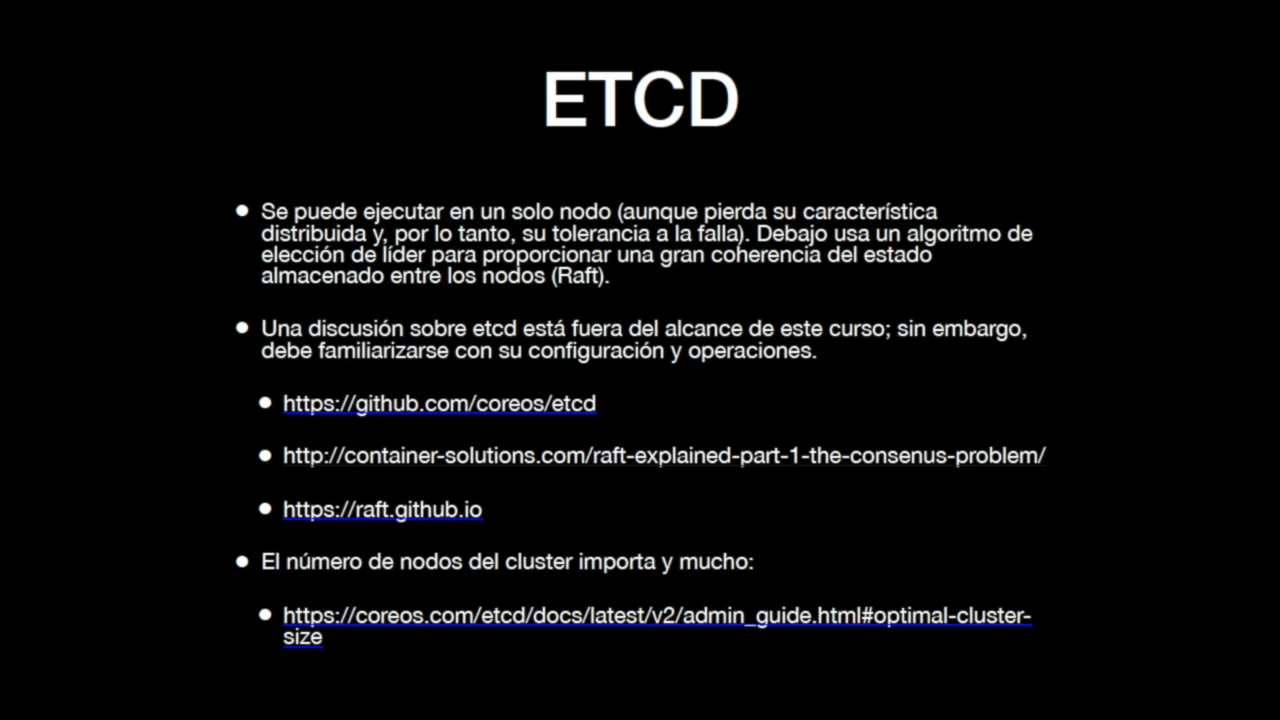 ETCD
● Se puede ejecutar en un solo nodo (aunque pierda su característica
distribuida y, por lo tanto, su tolerancia a la falla). Debajo usa un algoritmo de
elección de líder para proporcionar una gran coherencia del estado
almacenado entre los nodos (Raft).
● Una discusión sobre etcd está fuera del alcance de este curso; sin embargo,
debe familiarizarse con su configuración y operaciones.
● https://github.com/coreos/etcd
● http://container-solutions.com/raft-explained-part-1-the-consenus-problem/
● https://raft.github.io
● El número de nodos del cluster importa y mucho:
● https://coreos.com/etcd/docs/latest/v2/admin_guide.html#optimal-cluster-
size